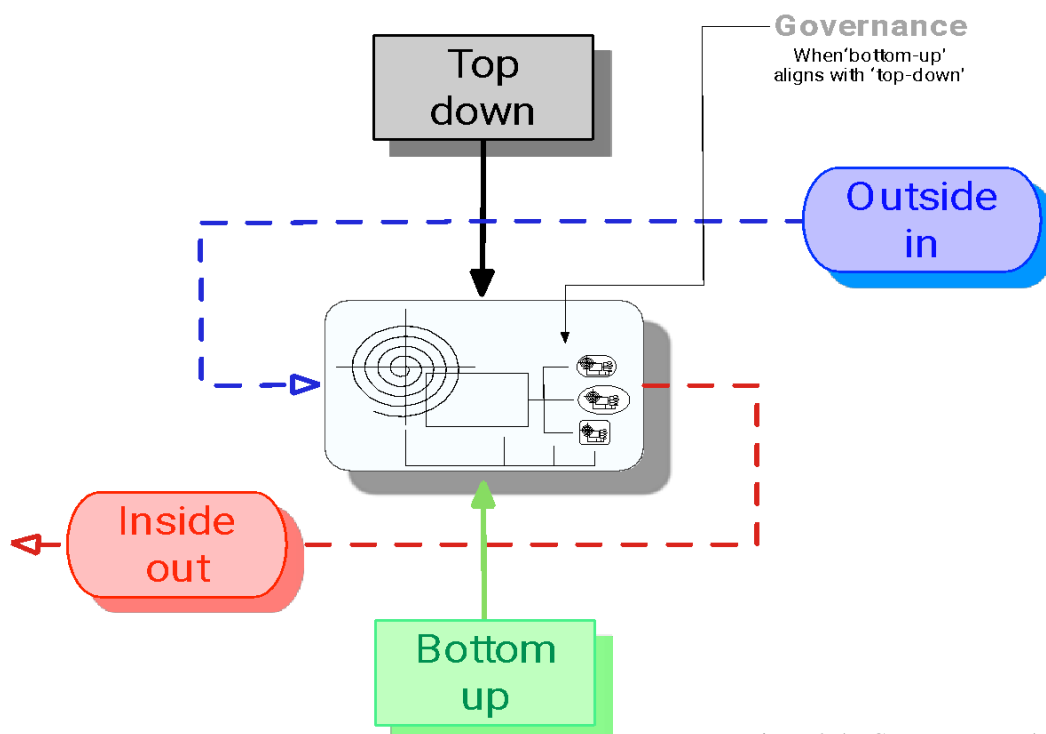 Governance
When‘bottom-up’
aligns with ‘top-down’
Top
down
Outside
in
Inside
out
Bottom
up